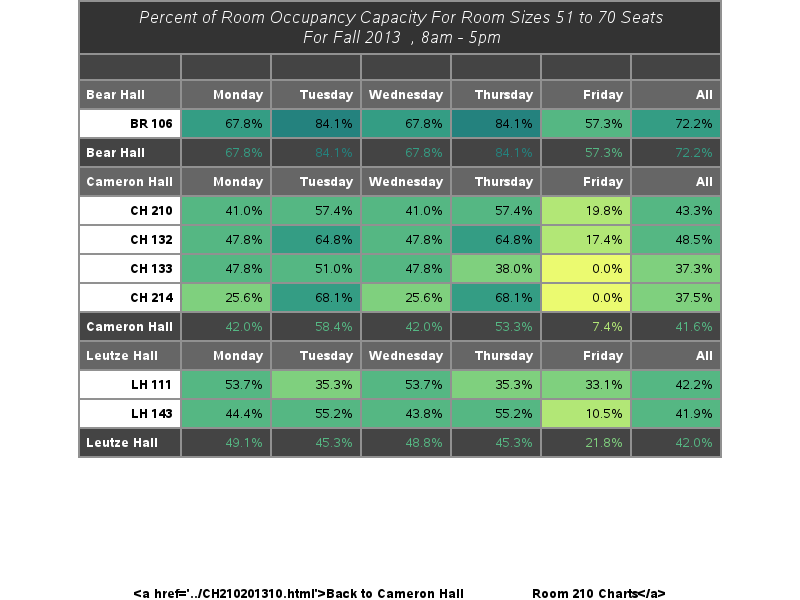 Percent of Room Occupancy Capacity For Room Sizes 51 to 70 Seats
For Fall 2013 , 8am - 5pm
Bear Hall Monday Tuesday Wednesday Thursday Friday All
BR 106 67.8% 84.1% 67.8% 84.1% 57.3% 72.2%
Bear Hall 67.8% 84.1% 67.8% 84.1% 57.3% 72.2%
Cameron Hall Monday Tuesday Wednesday Thursday Friday All
CH 210 41.0% 57.4% 41.0% 57.4% 19.8% 43.3%
CH 132 47.8% 64.8% 47.8% 64.8% 17.4% 48.5%
CH 133 47.8% 51.0% 47.8% 38.0% 0.0% 37.3%
CH 214 25.6% 68.1% 25.6% 68.1% 0.0% 37.5%
Cameron Hall 42.0% 58.4% 42.0% 53.3% 7.4% 41.6%
Leutze Hall Monday Tuesday Wednesday Thursday Friday All
LH 111 53.7% 35.3% 53.7% 35.3% 33.1% 42.2%
LH 143 44.4% 55.2% 43.8% 55.2% 10.5% 41.9%
Leutze Hall 49.1% 45.3% 48.8% 45.3% 21.8% 42.0%
<a href='../CH210201310.html'>Back to Cameron Hall Room 210 Charts</a>